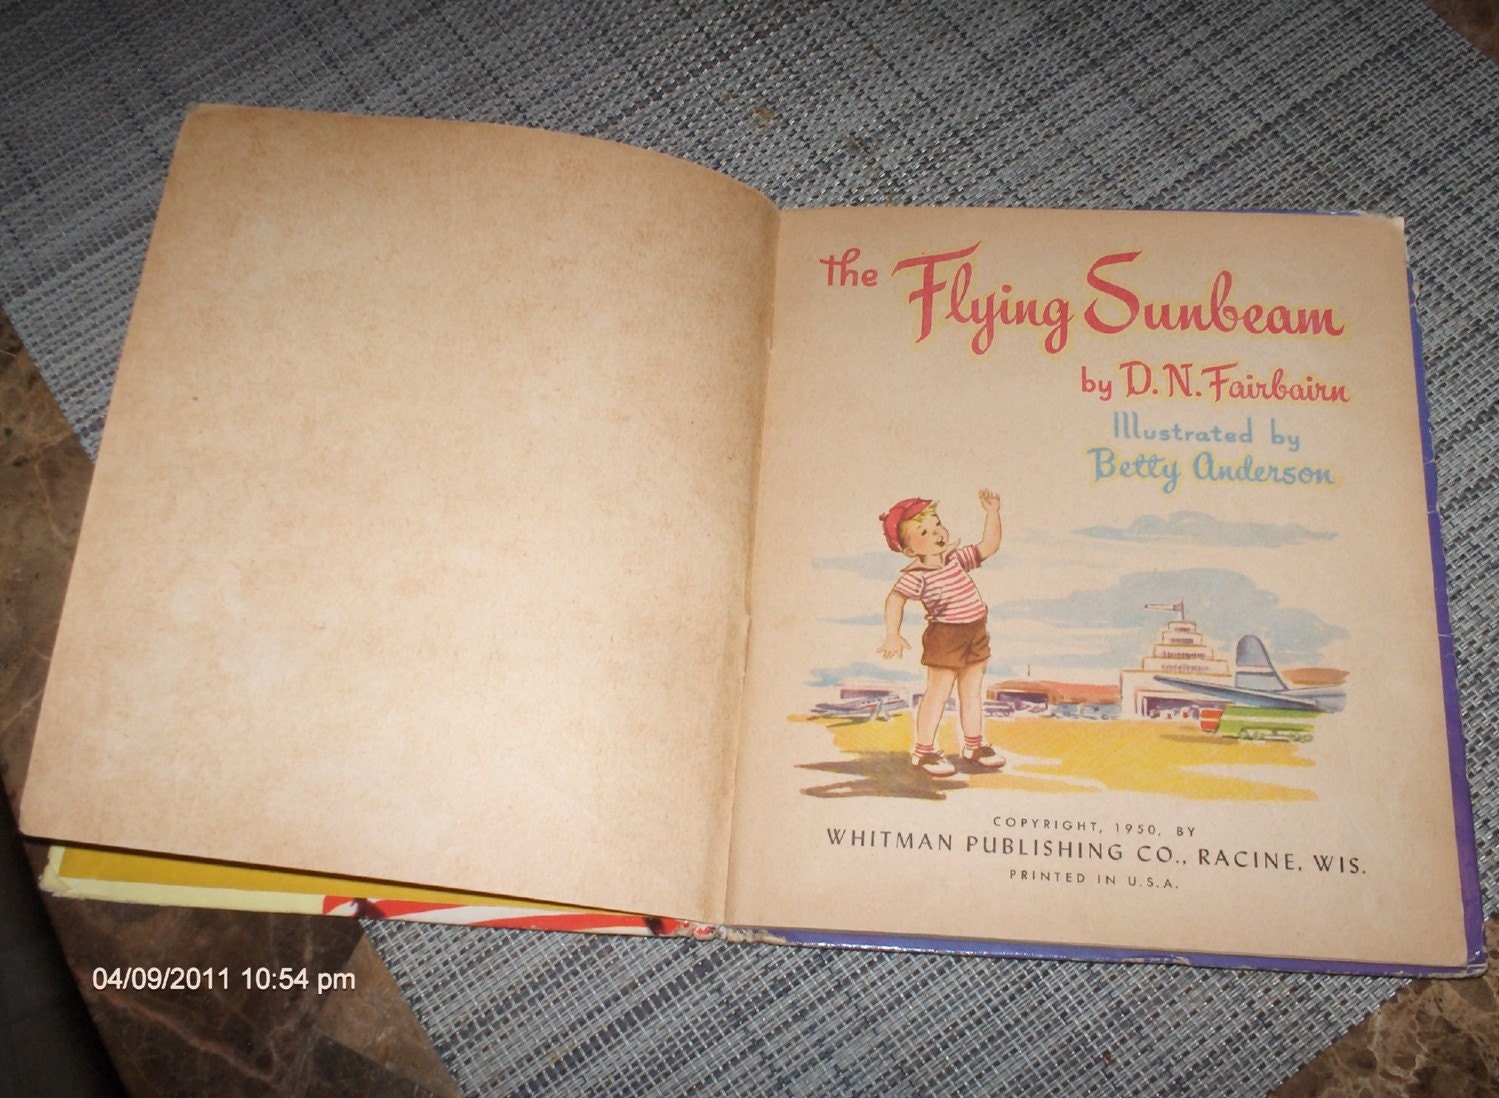 the Flying Sunbeam
by D. N. Fairbairn
Illustrated by
Betty Anderson
COPYRIGHT, 1950, BY
WHITMAN PUBLISHING CO., RACINE, WIS.
PRINTED IN U.S.A.
04/09/2011 10:54 pm